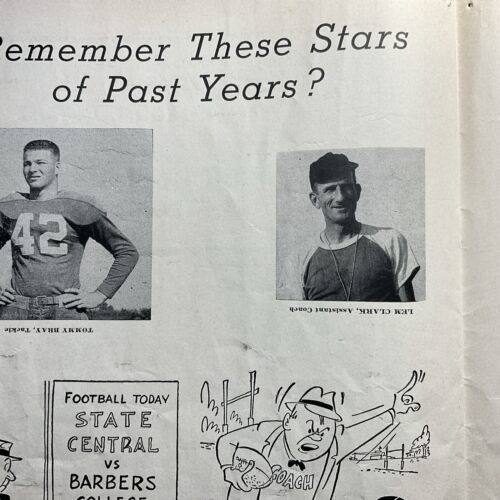 Remember These Stars
of Past Years?
42
TOMMY BRAY, Tackle
LEM CLARK, Assistant Coach
FOOTBALL TODAY
STATE
CENTRAL
VS
BARBERS
COLLEGE
COACH